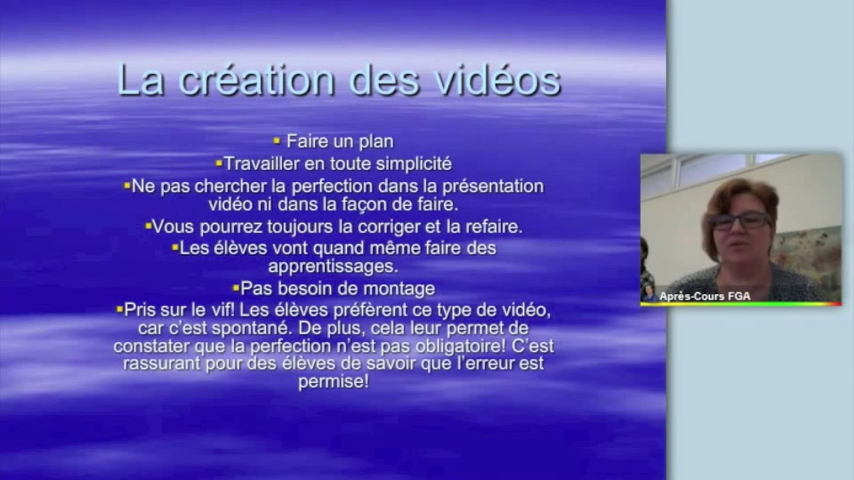 La création des vidéos
▪ Faire un plan
▪Travailler en toute simplicité
▪Ne pas chercher la perfection dans la présentation
vidéo ni dans la façon de faire.
▪Vous pourrez toujours la corriger et la refaire.
▪Les élèves vont quand même faire des
apprentissages.
▪Pas besoin de montage
▪Pris sur le vif! Les élèves préfèrent ce type de vidéo,
car c'est spontané. De plus, cela leur permet de
constater que la perfection n'est pas obligatoire! C'est
rassurant pour des élèves de savoir que l'erreur est
permise!
Après-Cours FGA